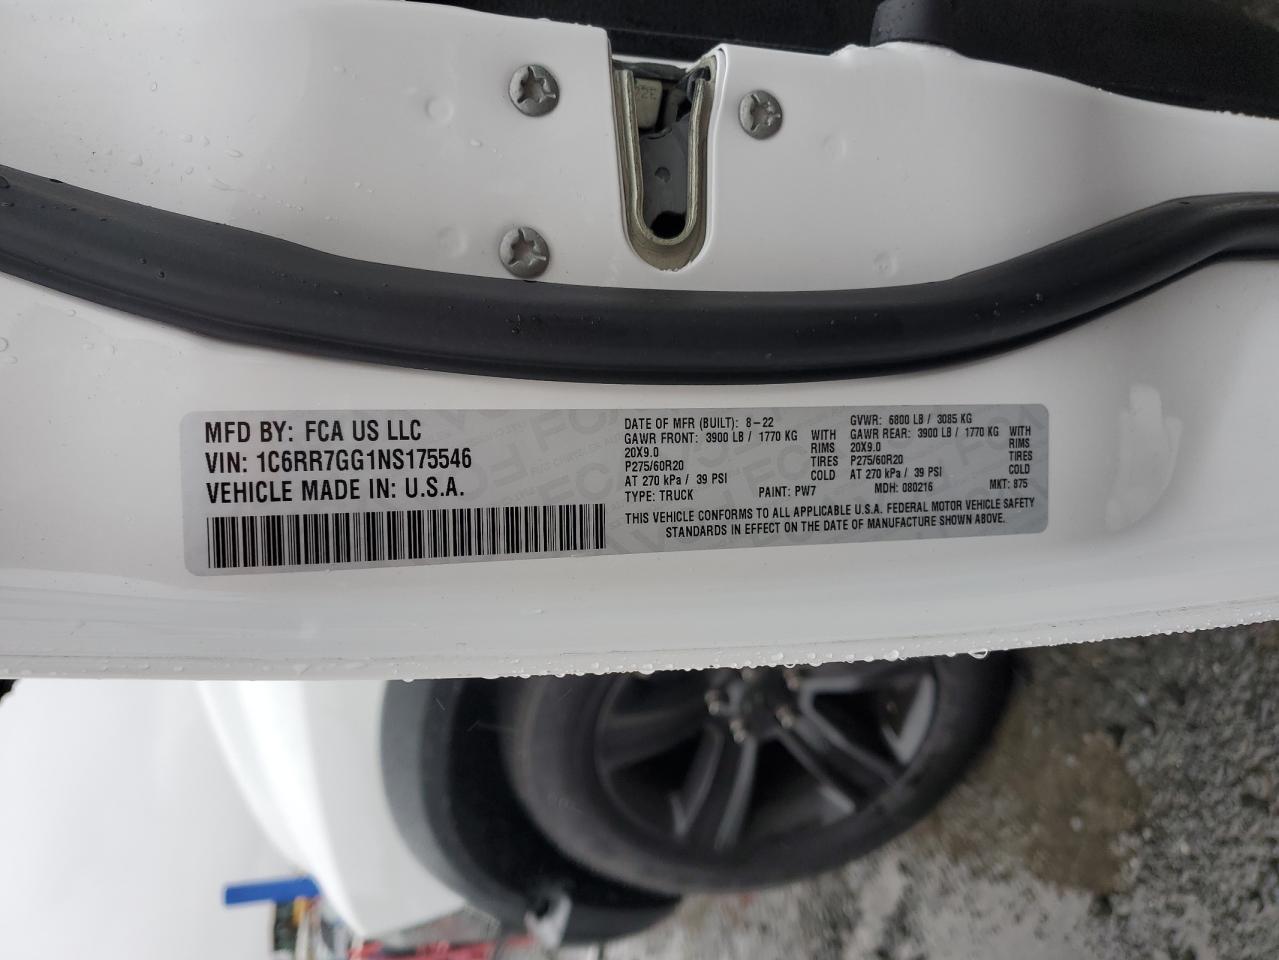 MFD BY: FCA US LLC
VIN: 1C6RR7GG1NS175546
VEHICLE MADE IN: U.S.A.
DATE OF MFR (BUILT): 8-22
GAWR FRONT: 3900 LB / 1770 KG WITH
20X9.0 RIMS
P275/60R20 TIRES
AT 270 kPa / 39 PSI COLD
TYPE: TRUCK PAINT: PW7
GVWR: 6800 LB / 3085 KG
GAWR REAR: 3900 LB / 1770 KG WITH
20X9.0 RIMS
P275/60R20 TIRES
AT 270 kPa / 39 PSI COLD
MDH: 080216 MKT: 875
THIS VEHICLE CONFORMS TO ALL APPLICABLE U.S.A. FEDERAL MOTOR VEHICLE SAFETY
STANDARDS IN EFFECT ON THE DATE OF MANUFACTURE SHOWN ABOVE.